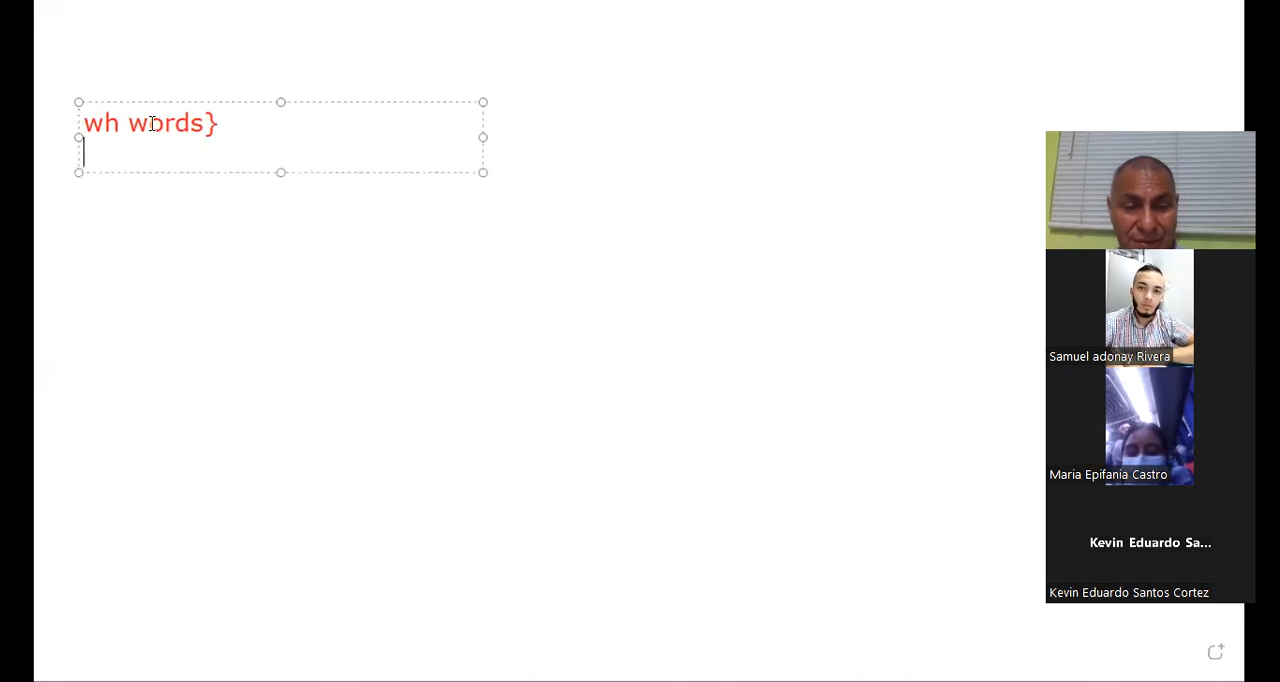 wh words}
Samuel adonay Rivera
Maria Epifania Castro
Kevin Eduardo Sa...
Kevin Eduardo Santos Cortez